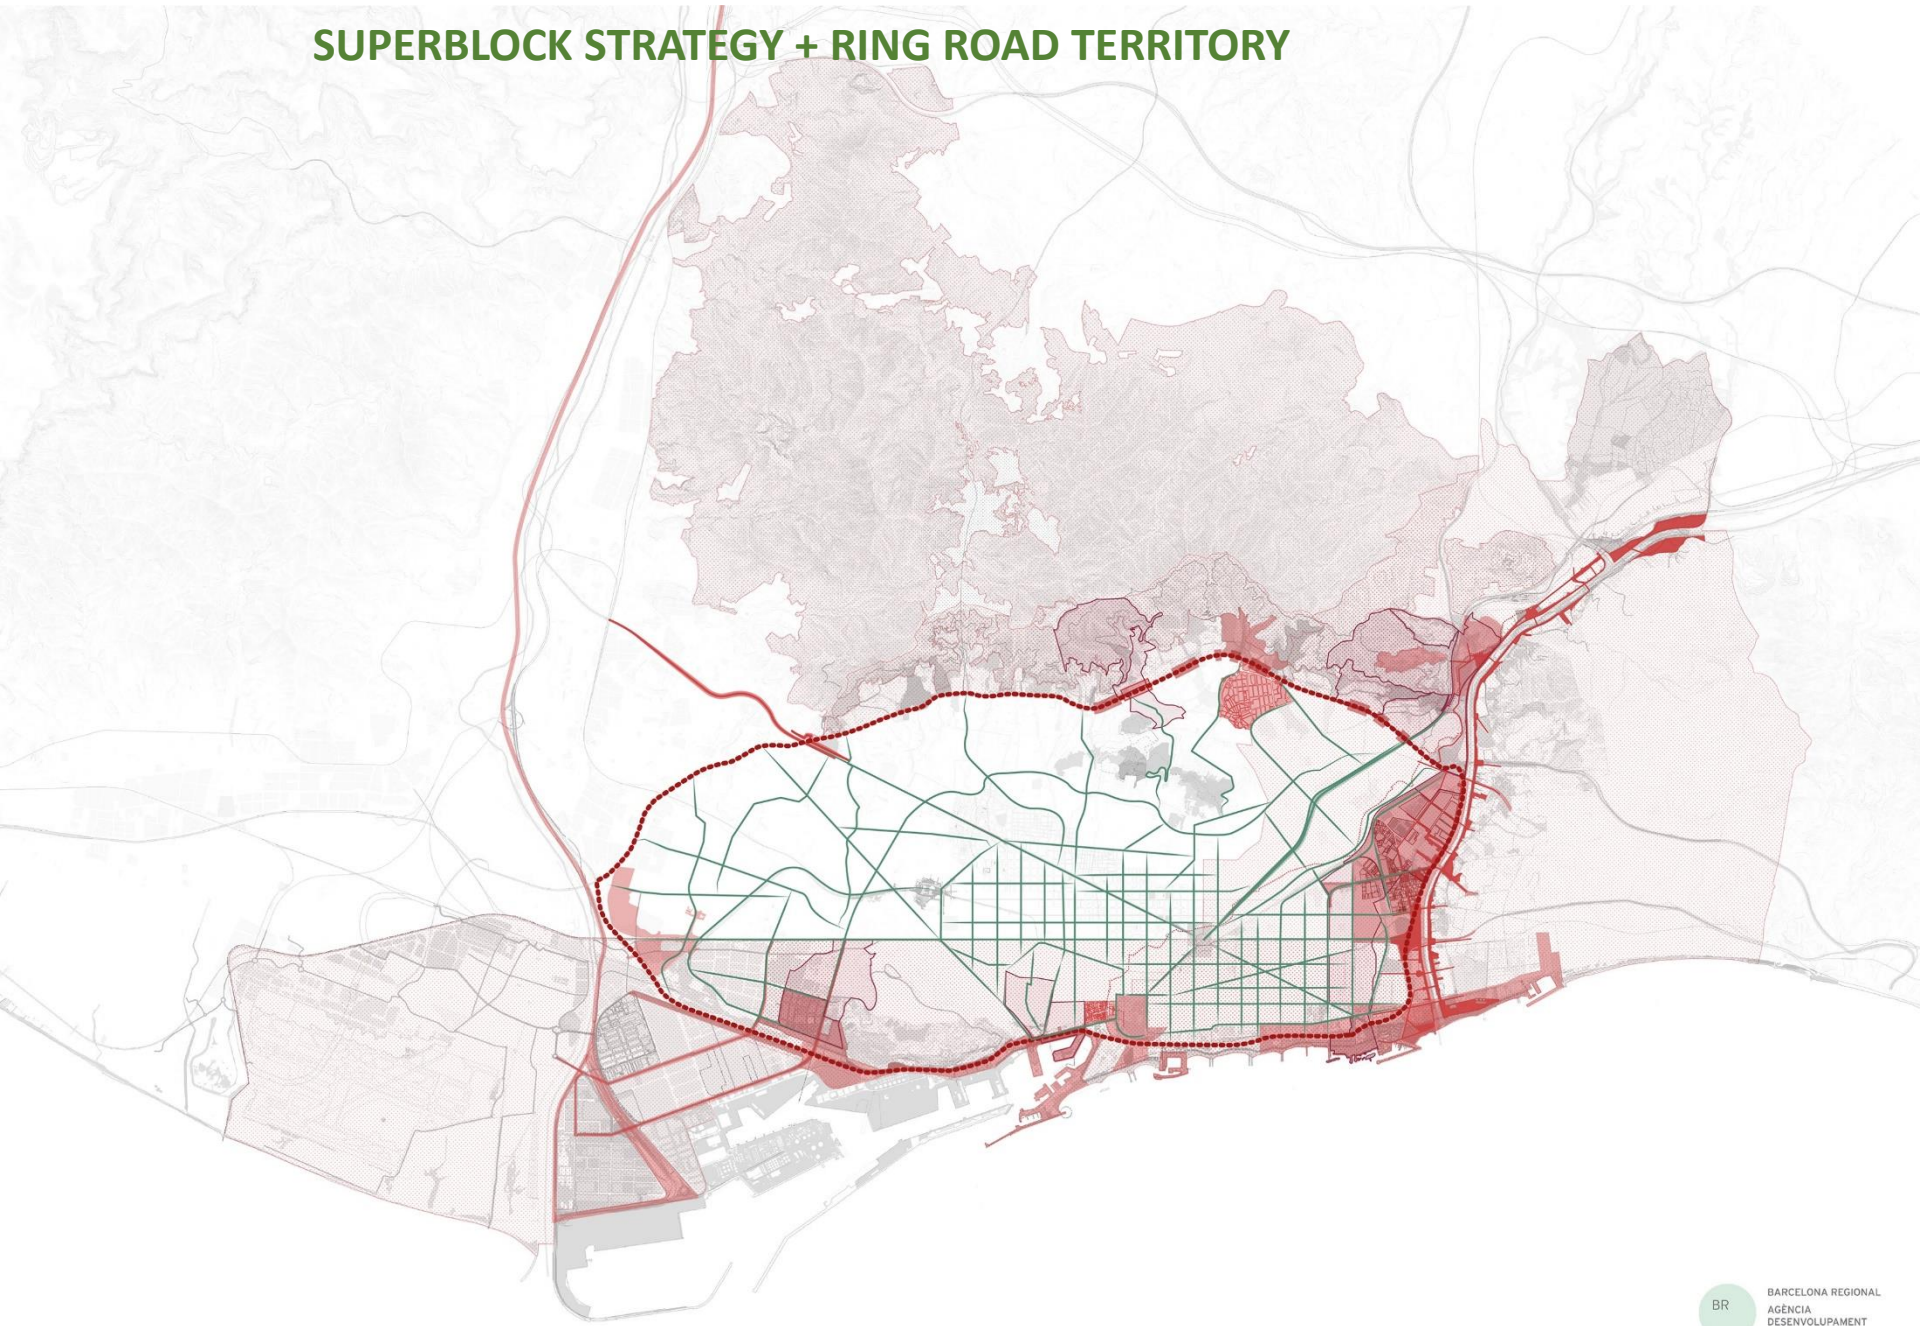 SUPERBLOCK STRATEGY + RING ROAD TERRITORY
BR
BARCELONA REGIONAL
AGÈNCIA
DESENVOLUPAMENT